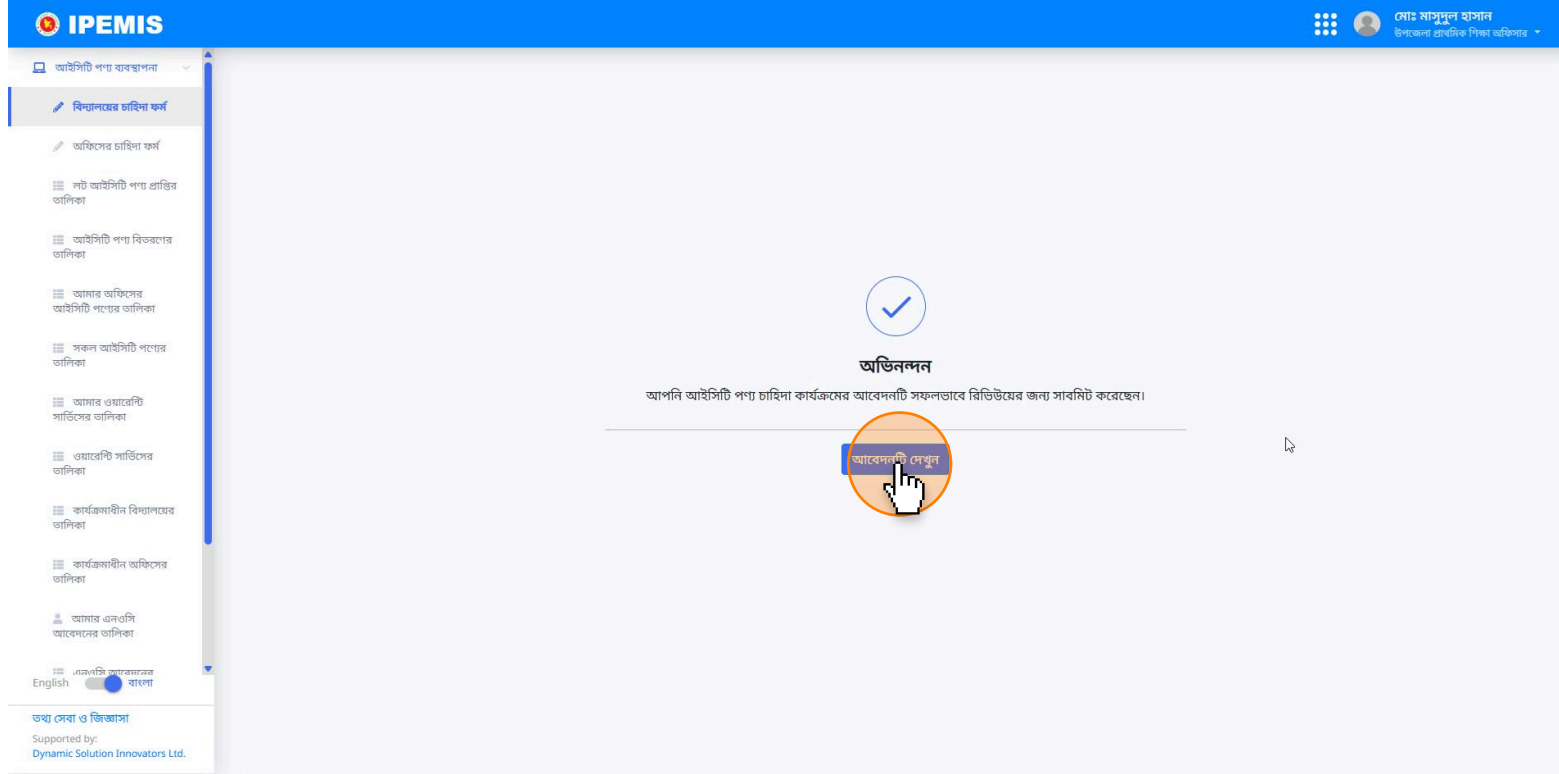 IPEMIS
মোঃ মাসুদুল হাসান
উপজেলা প্রাথমিক শিক্ষা অফিসার
আইসিটি পণ্য ব্যবস্থাপনা
বিদ্যালয়ের চাহিদা ফর্ম
অফিসের চাহিদা ফর্ম
লট আইসিটি পণ্য প্রাপ্তির
তালিকা
আইসিটি পণ্য বিতরণের
তালিকা
আমার অফিসের
আইসিটি পণ্যের তালিকা
সকল আইসিটি পণ্যের
তালিকা
আমার ওয়ারেন্টি
সার্ভিসের তালিকা
ওয়ারেন্টি সার্ভিসের
তালিকা
কার্যক্রমাধীন বিদ্যালয়ের
তালিকা
কার্যক্রমাধীন অফিসের
তালিকা
আমার এনওসি
আবেদনের তালিকা
এনওসি আবেদনের
English বাংলা
তথ্য সেবা ও জিজ্ঞাসা
Supported by:
Dynamic Solution Innovators Ltd.
অভিনন্দন
আপনি আইসিটি পণ্য চাহিদা কার্যক্রমের আবেদনটি সফলভাবে রিভিউয়ের জন্য সাবমিট করেছেন।
আবেদনটি দেখুন